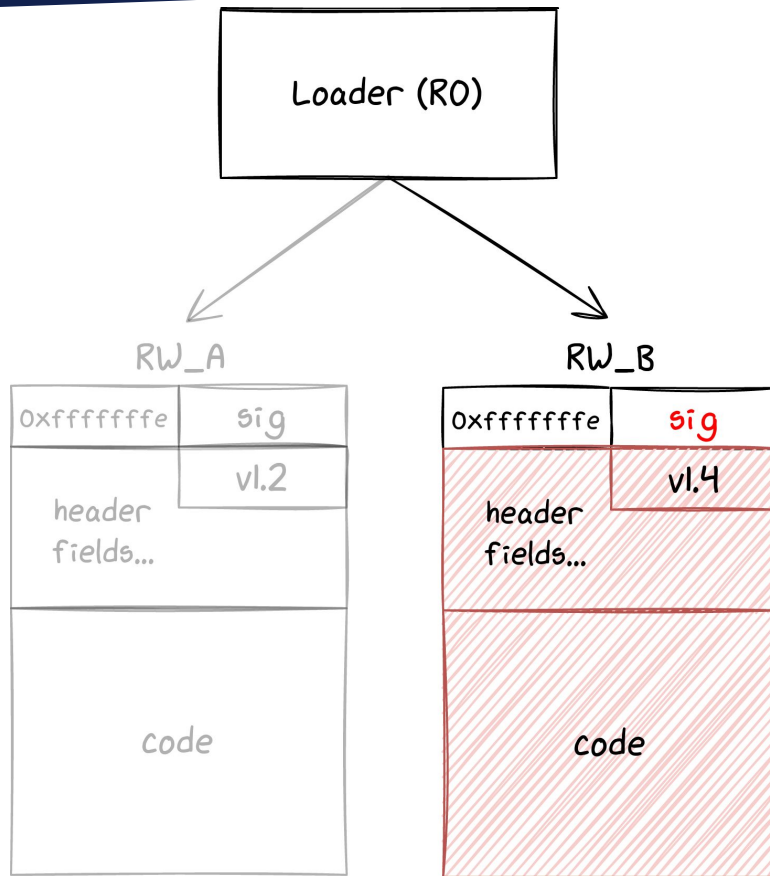 Loader (RO)
RW_A
0xfffffffe
sig
v1.2
header
fields...
code
RW_B
0xfffffffe
sig
v1.4
header
fields...
code